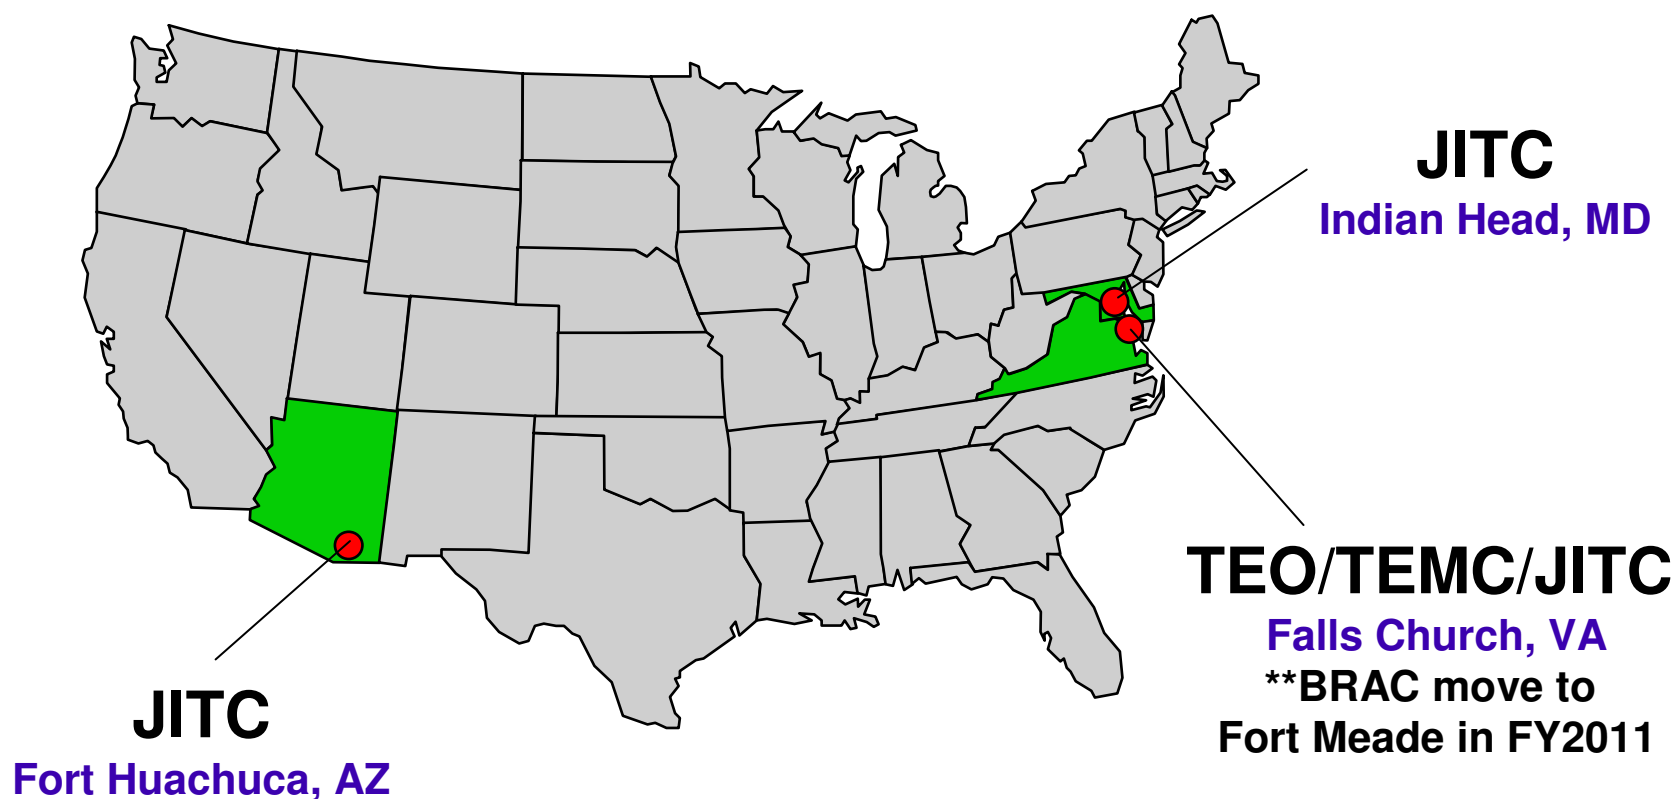 JITC
Indian Head, MD
TEO/TEMC/JITC
Falls Church, VA
**BRAC move to
Fort Meade in FY2011
JITC
Fort Huachuca, AZ